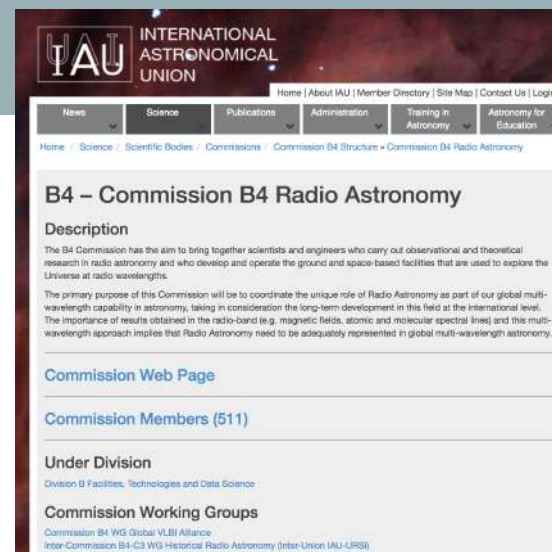 IAU
INTERNATIONAL
ASTRONOMICAL
UNION
Home | About IAU | Member Directory | Site Map | Contact Us | Login
News
Science
Publications
Administration
Training in
Astronomy
Astronomy for
Education
Home / Science / Scientific Bodies / Commissions / Commission B4 Structure » Commission B4 Radio Astronomy
B4 – Commission B4 Radio Astronomy
Description
The B4 Commission has the aim to bring together scientists and engineers who carry out observational and theoretical
research in radio astronomy and who develop and operate the ground and space-based facilities that are used to explore the
Universe at radio wavelengths.
The primary purpose of this Commission will be to coordinate the unique role of Radio Astronomy as part of our global multi-
wavelength capability in astronomy, taking in consideration the long-term development in this field at the international level.
The importance of results obtained in the radio-band (e.g. magnetic fields, atomic and molecular spectral lines) and this multi-
wavelength approach implies that Radio Astronomy need to be adequately represented in global multi-wavelength astronomy.
Commission Web Page
Commission Members (511)
Under Division
Division B Facilities, Technologies and Data Science
Commission Working Groups
Commission B4 WG Global VLBI Alliance
Inter-Commission B4-C3 WG Historical Radio Astronomy (Inter-Union IAU-URSI)